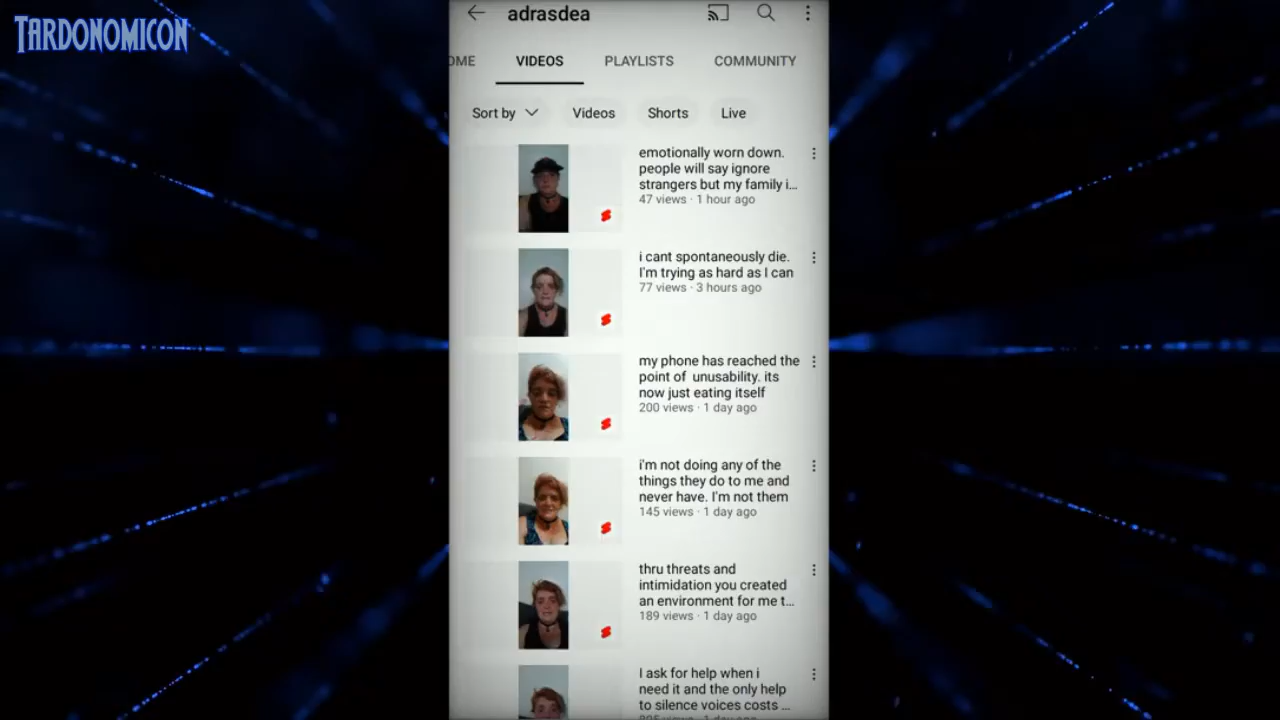 TARDONOMICON
adrasdea
OME VIDEOS PLAYLISTS COMMUNITY
Sort by Videos Shorts Live
emotionally worn down.
people will say ignore
strangers but my family i...
47 views · 1 hour ago
i cant spontaneously die.
I'm trying as hard as I can
77 views · 3 hours ago
my phone has reached the
point of unusability. its
now just eating itself
200 views · 1 day ago
i'm not doing any of the
things they do to me and
never have. I'm not them
145 views · 1 day ago
thru threats and
intimidation you created
an environment for me t...
189 views · 1 day ago
I ask for help when i
need it and the only help
to silence voices costs ...
views · 1 day ago